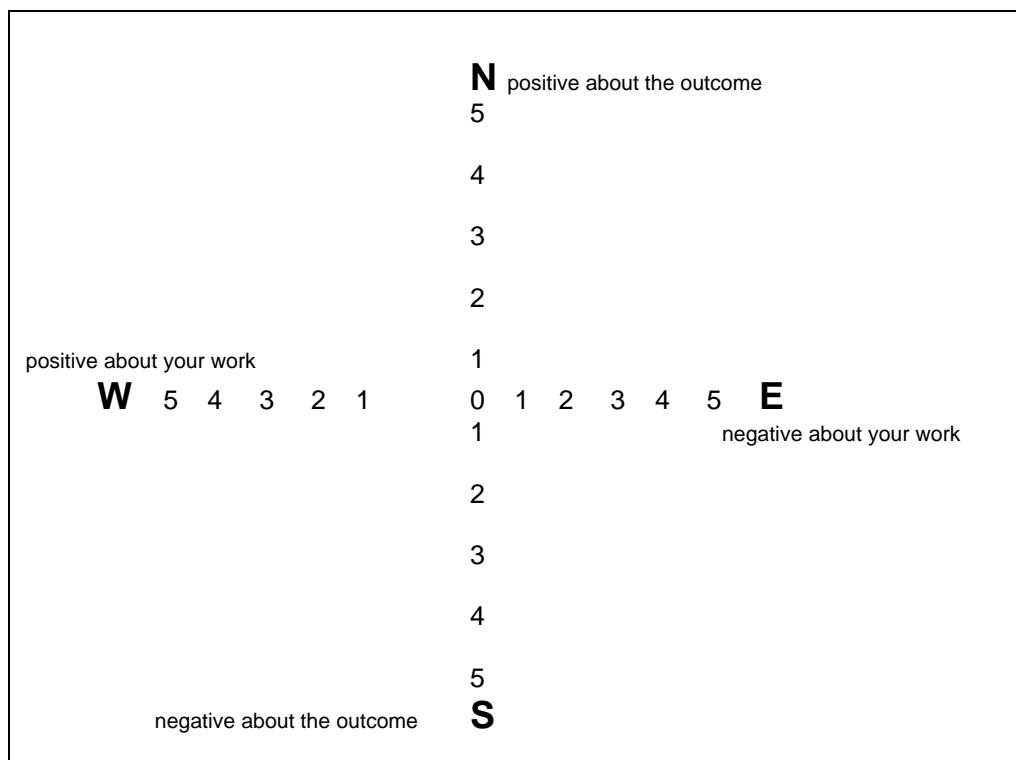 N positive about the outcome
5
4
3
2
1
positive about your work
W 5 4 3 2 1 0 1 2 3 4 5 E
1
negative about your work
2
3
4
5
negative about the outcome S